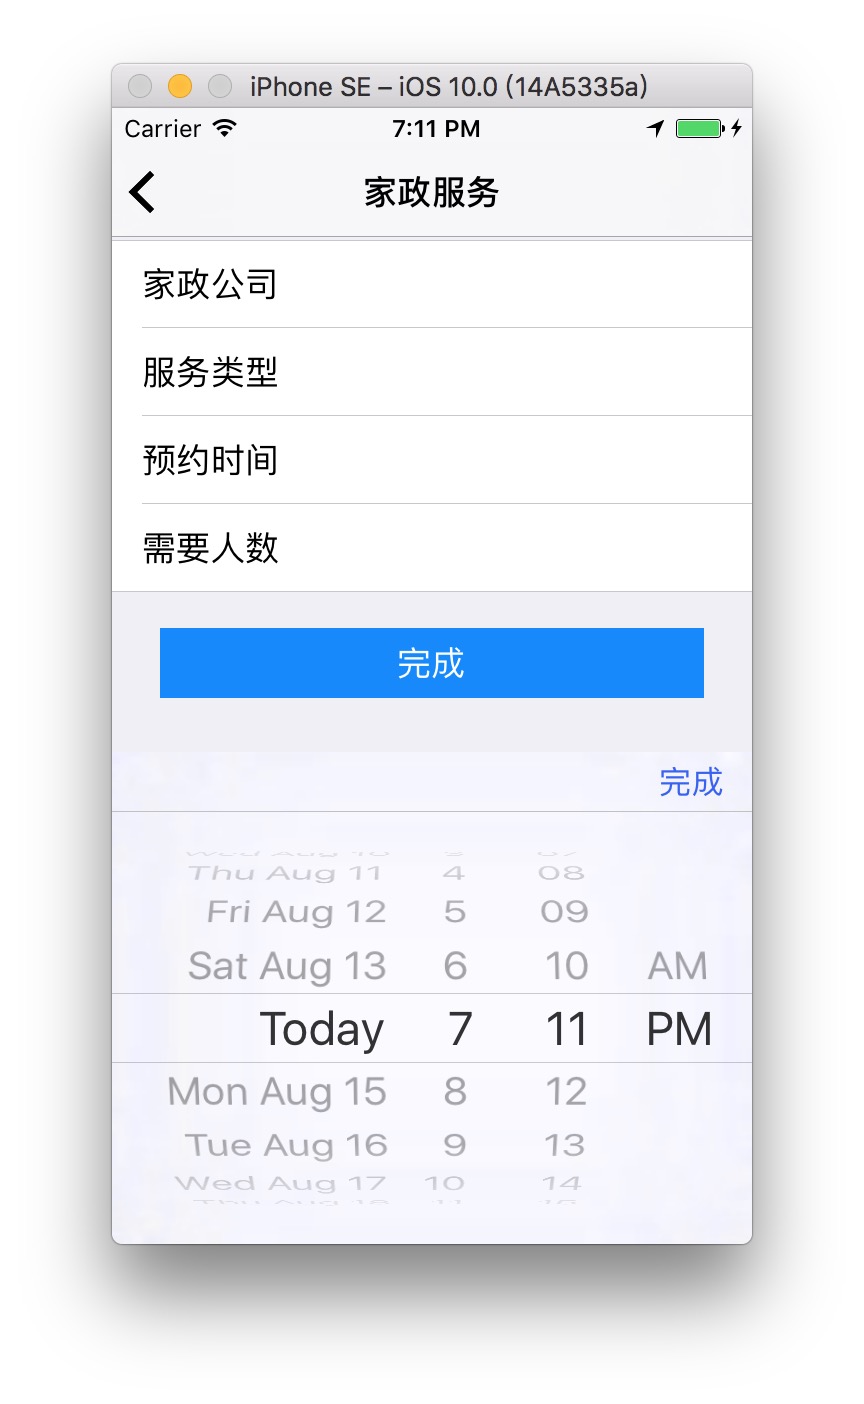 iPhone SE – iOS 10.0 (14A5335a)
Carrier 7:11 PM
家政服务
家政公司
服务类型
预约时间
需要人数
完成
完成
Thu Aug 11 4 08
Fri Aug 12 5 09
Sat Aug 13 6 10 AM
Today 7 11 PM
Mon Aug 15 8 12
Tue Aug 16 9 13
Wed Aug 17 10 14